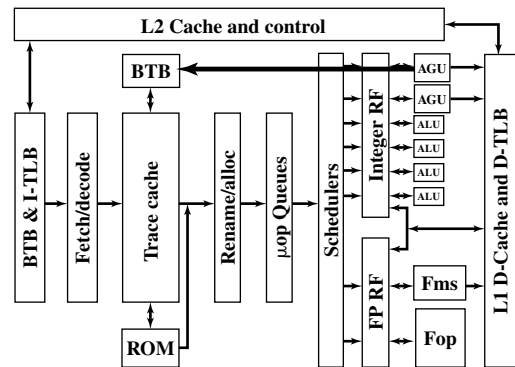 L2 Cache and control
BTB
AGU
AGU
ALU
ALU
ALU
ALU
BTB & I-TLB
Fetch/decode
Trace cache
Rename/alloc
µop Queues
Schedulers
Integer RF
FP RF
L1 D-Cache and D-TLB
Fms
ROM
Fop